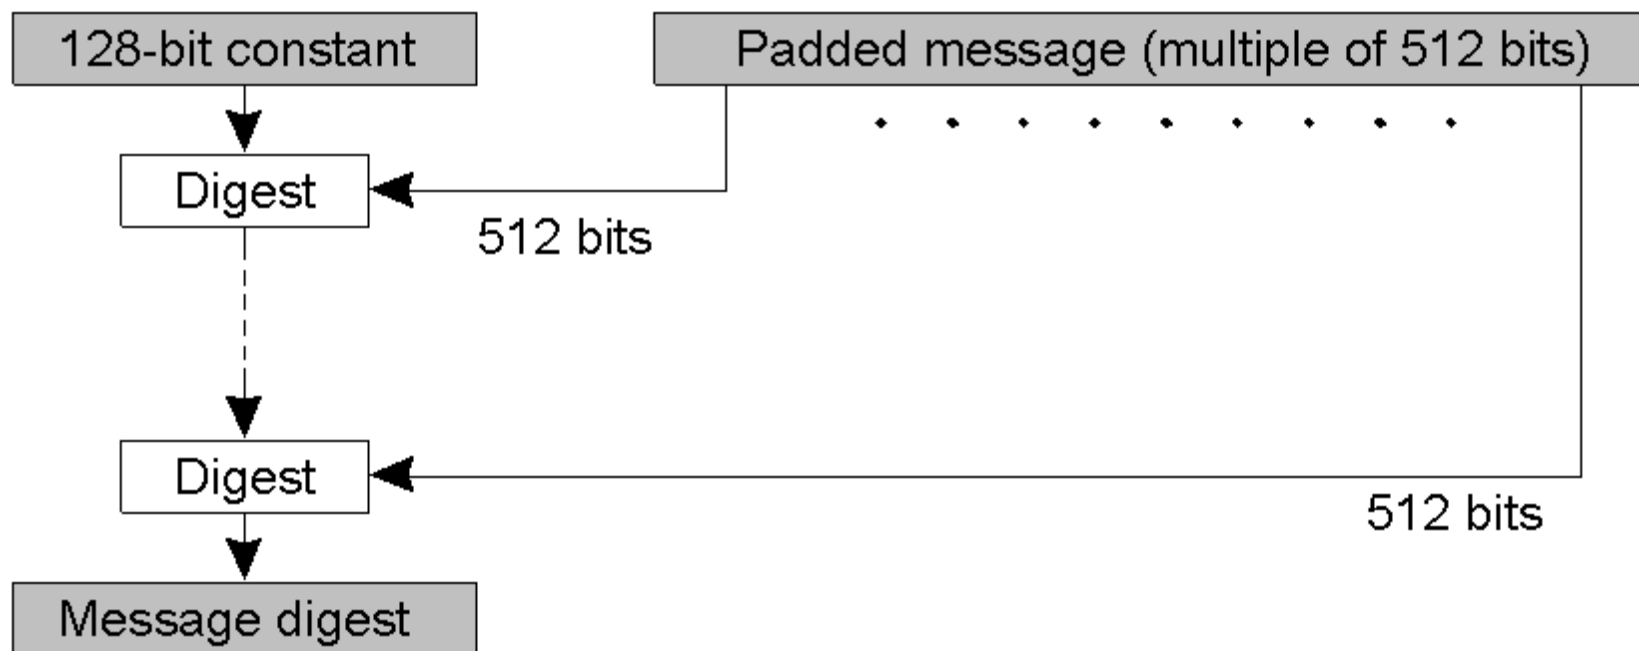 128-bit constant
Padded message (multiple of 512 bits)
Digest
512 bits
Digest
512 bits
Message digest